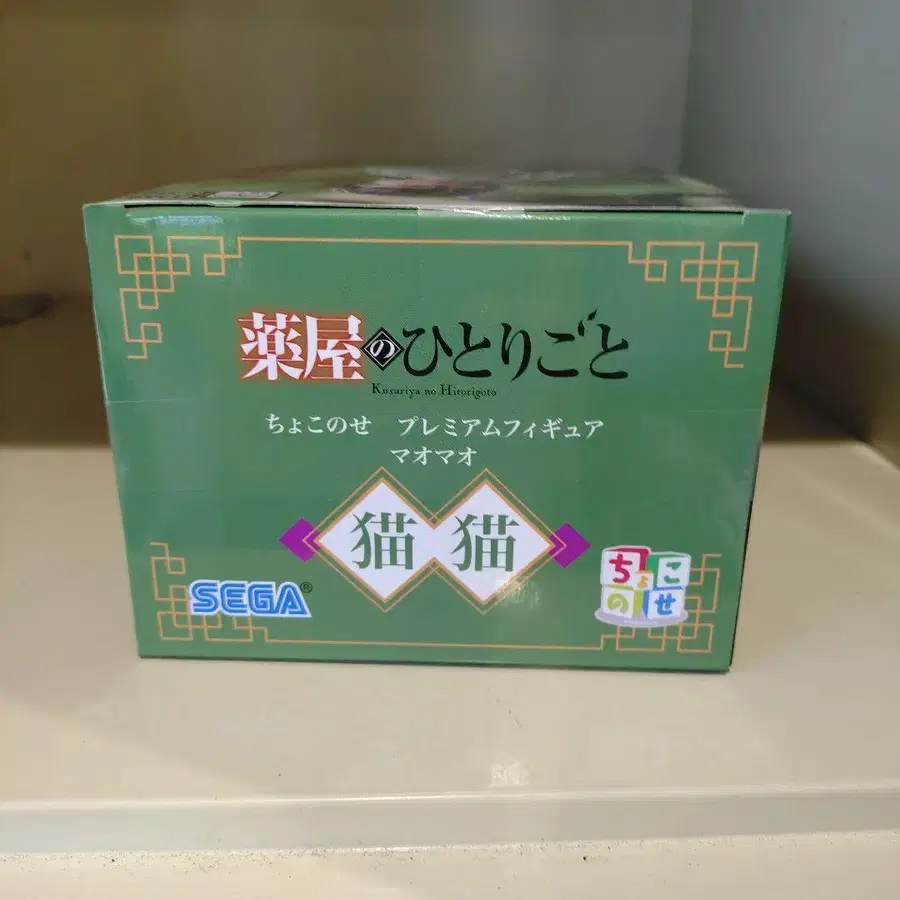 薬屋のひとりごと
Kusuriya no Hitorigoto
ちょこのせ プレミアムフィギュア
マオマオ
猫猫
SEGA®
ちょこのせ